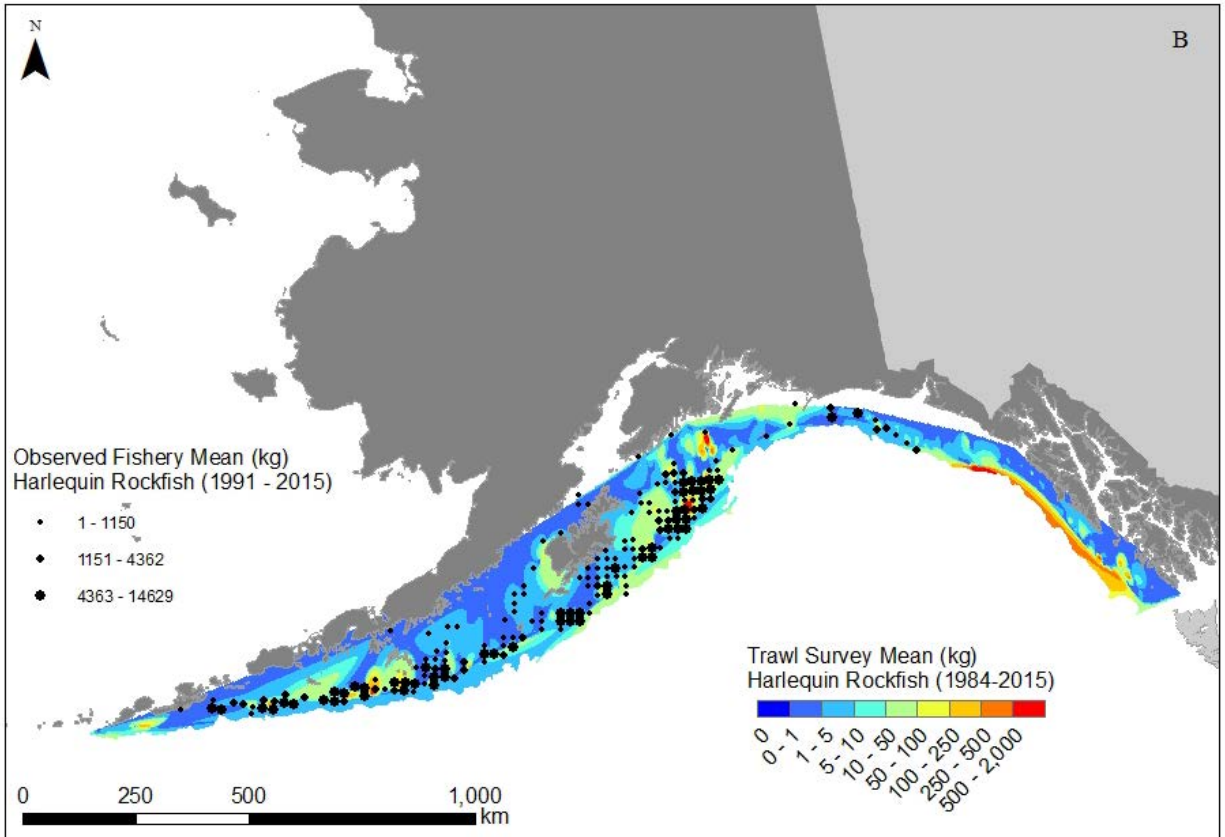 N
B
Observed Fishery Mean (kg)
Harlequin Rockfish (1991 - 2015)
1 - 1150
1151 - 4362
4363 - 14629
Trawl Survey Mean (kg)
Harlequin Rockfish (1984-2015)
0
0 - 1
1 - 5
5 - 10
10 - 50
50 - 100
100 - 250
250 - 500
500 - 2,000
0 250 500 1,000
km